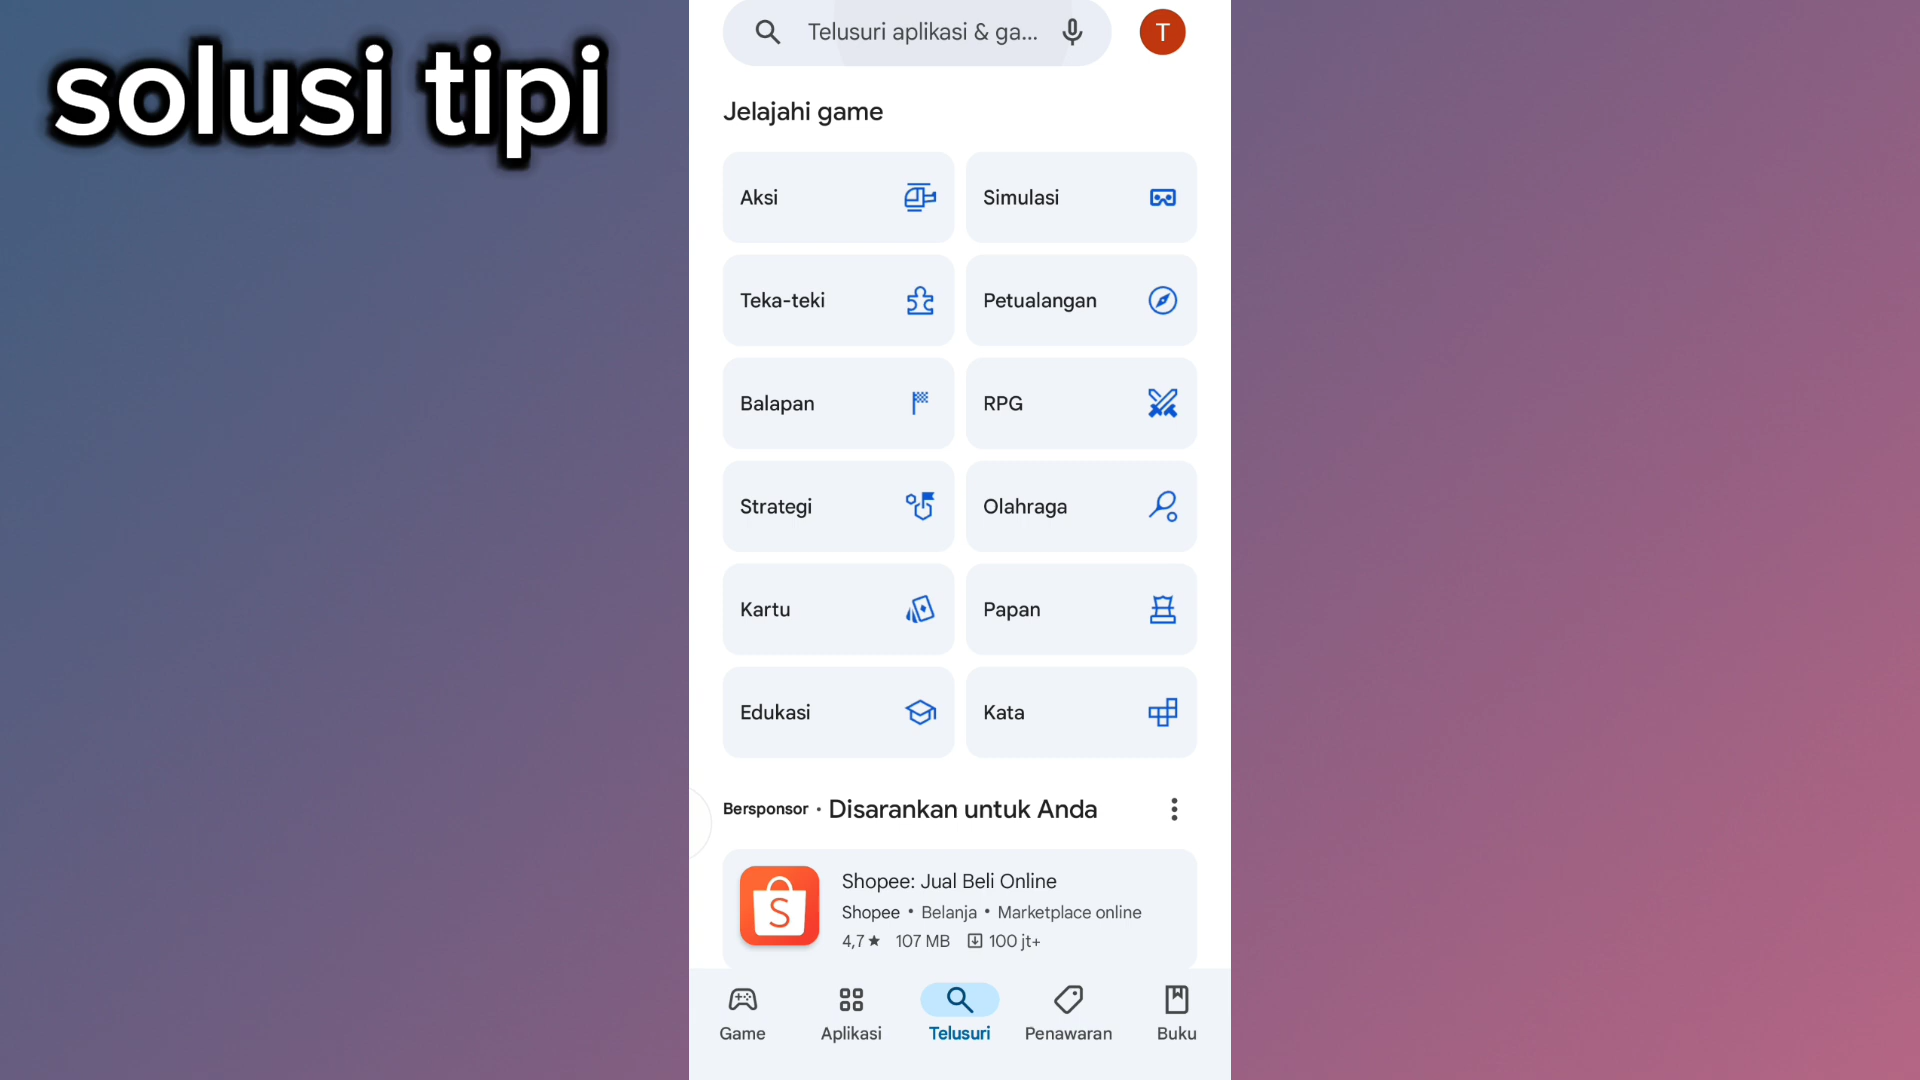 solusi tipi
Telusuri aplikasi & ga...
T
Jelajahi game
Aksi
Simulasi
Teka-teki
Petualangan
Balapan
RPG
Strategi
Olahraga
Kartu
Papan
Edukasi
Kata
Bersponsor • Disarankan untuk Anda
S
Shopee: Jual Beli Online
Shopee • Belanja • Marketplace online
4,7★ 107 MB 100 jt+
Game
Aplikasi
Telusuri
Penawaran
Buku